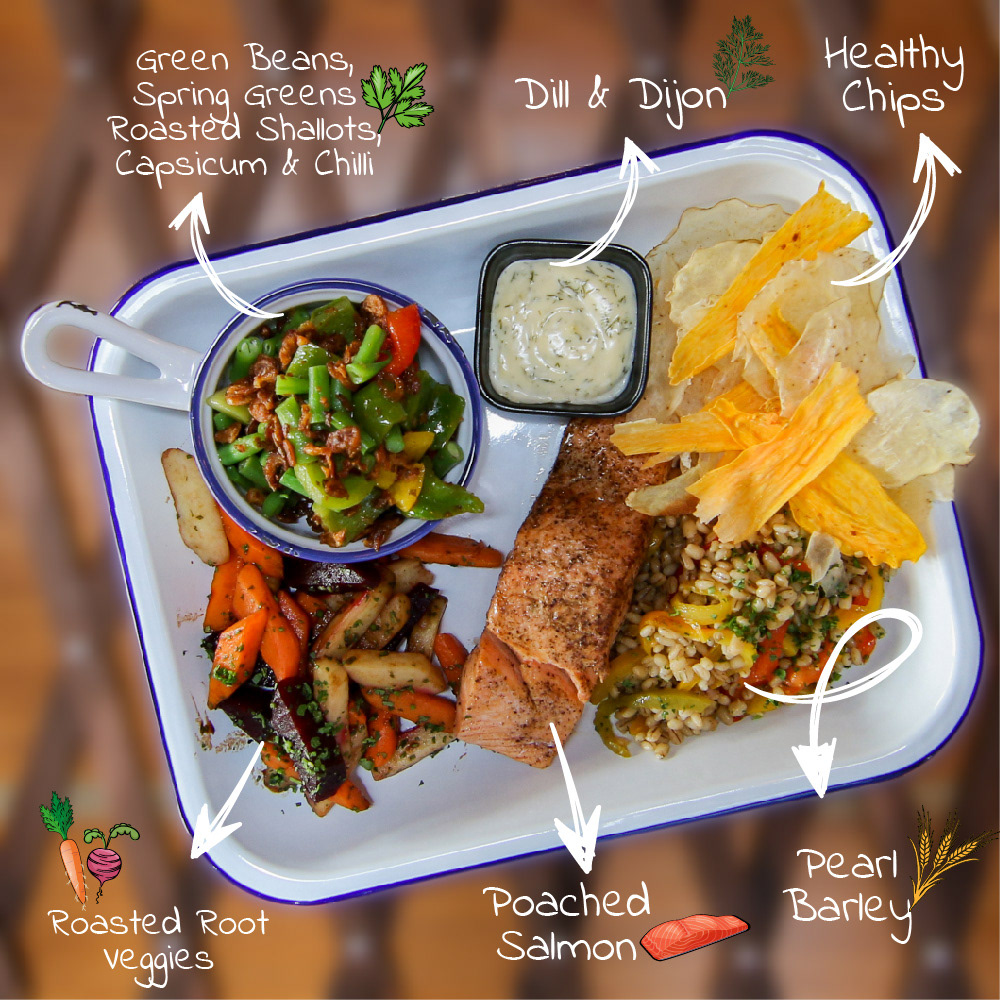 Green Beans,
Spring Greens
Roasted Shallots,
Capsicum & Chilli
Dill & Dijon
Healthy
Chips
Roasted Root
Veggies
Poached
Salmon
Pearl
Barley